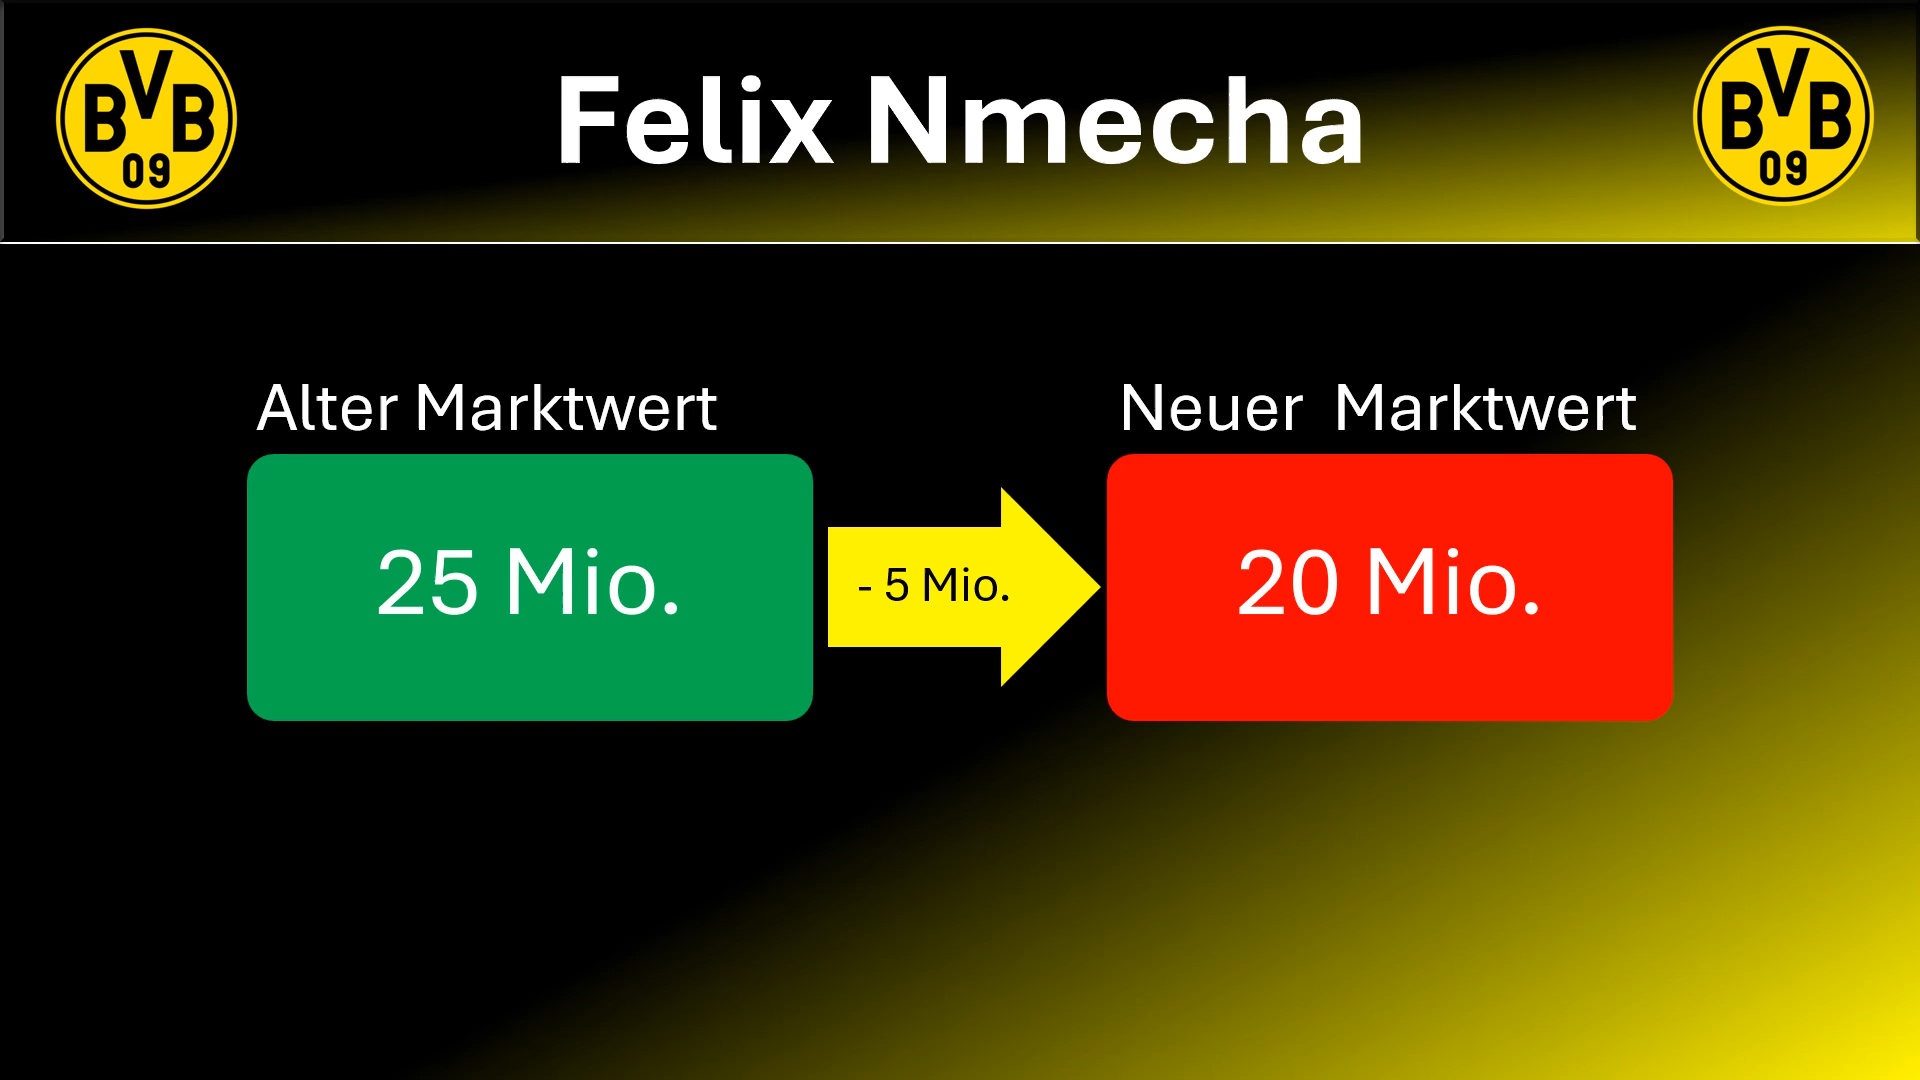 BVB
09
Felix Nmecha
BVB
09
Alter Marktwert
Neuer  Marktwert
25 Mio.
- 5 Mio.
20 Mio.